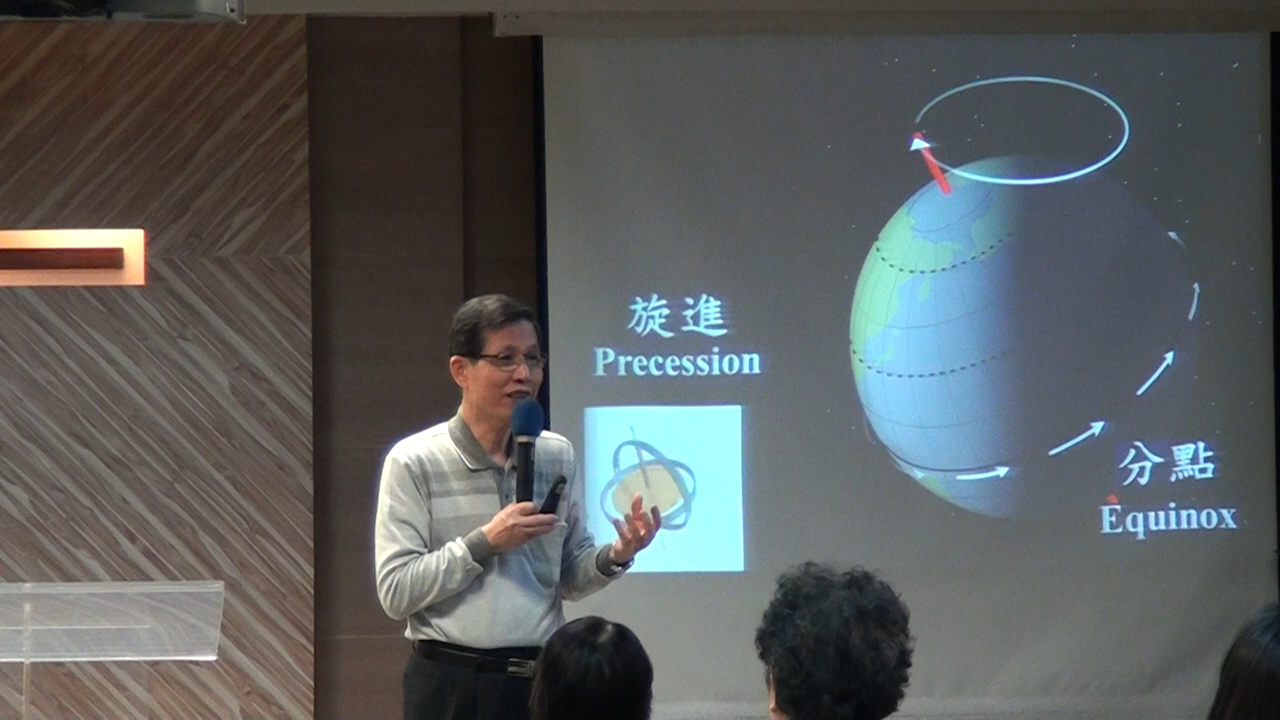 旋進
Precession
分點
Equinox